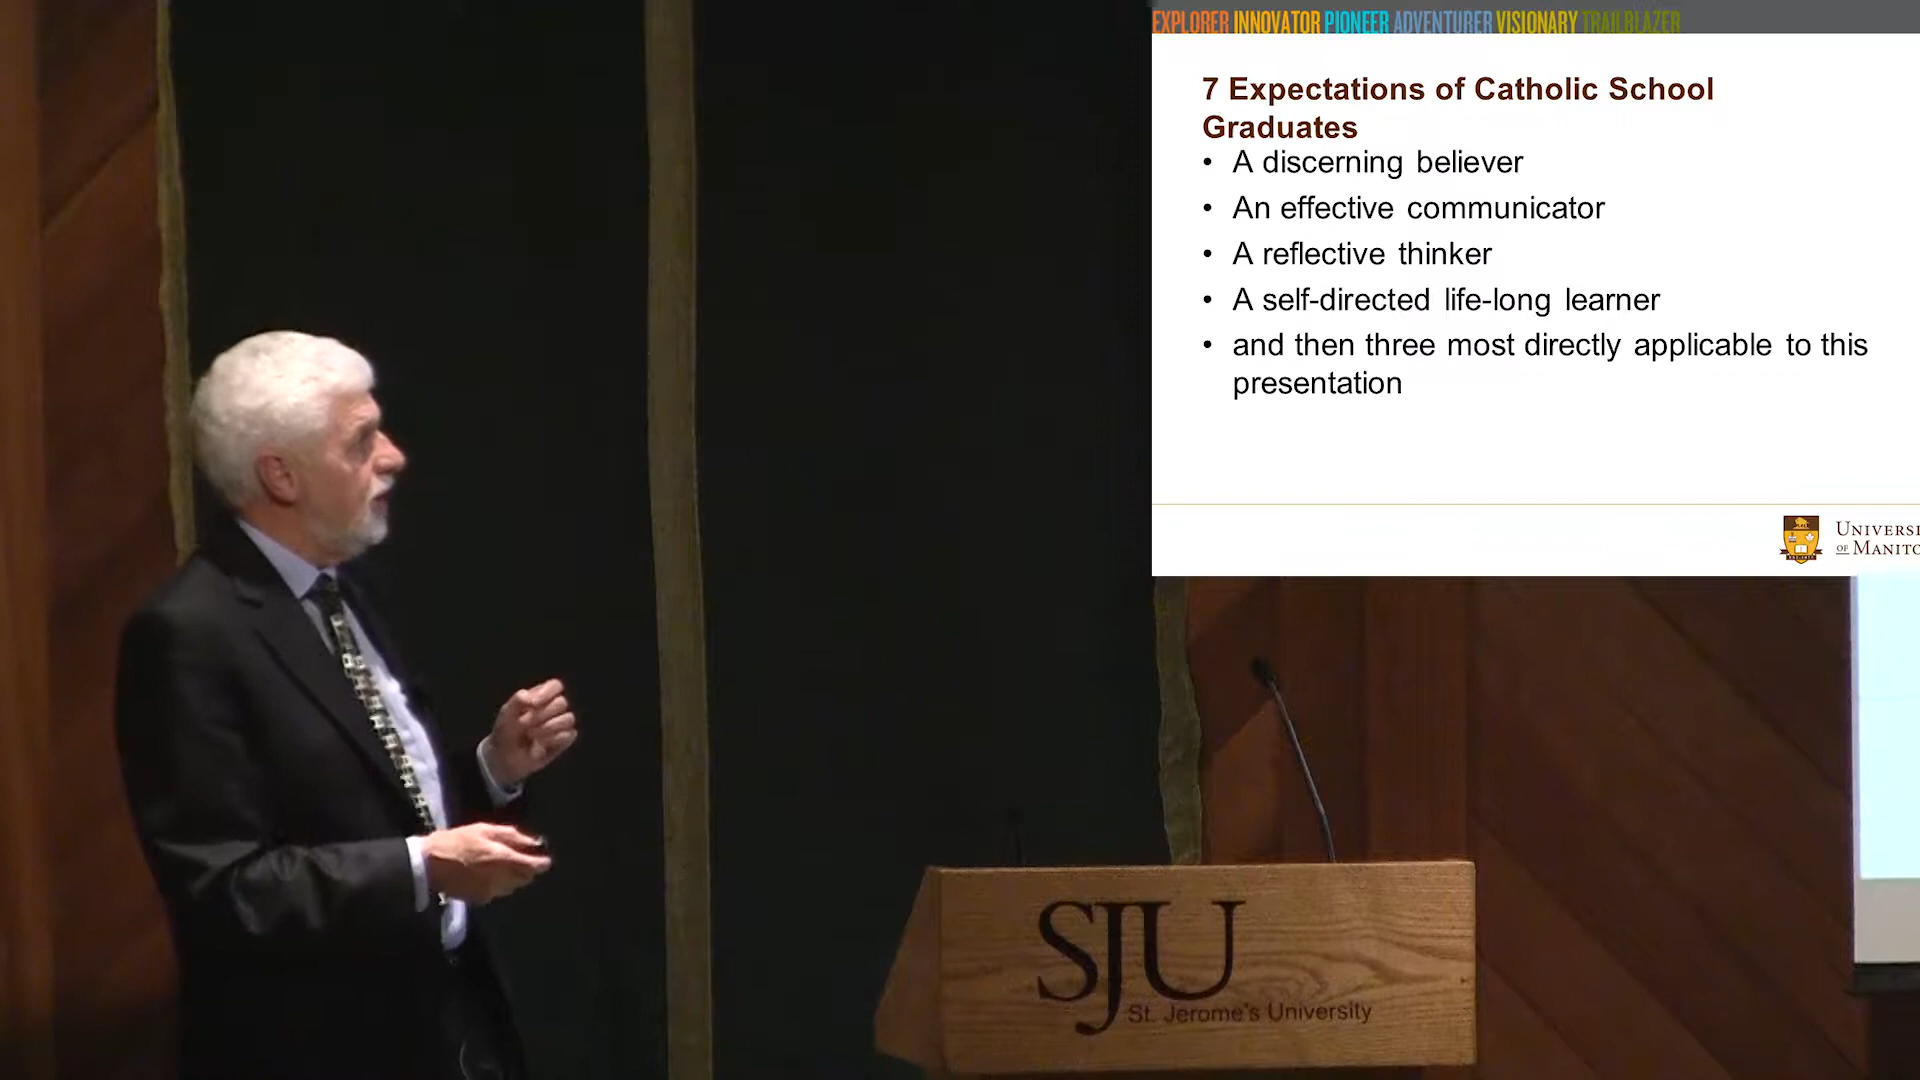 EXPLORER INNOVATOR PIONEER ADVENTURER VISIONARY TRAILBLAZER
7 Expectations of Catholic School
Graduates
• A discerning believer
• An effective communicator
• A reflective thinker
• A self-directed life-long learner
• and then three most directly applicable to this
presentation
UNIVERSI
OF MANITO
SJU
St. Jerome's University